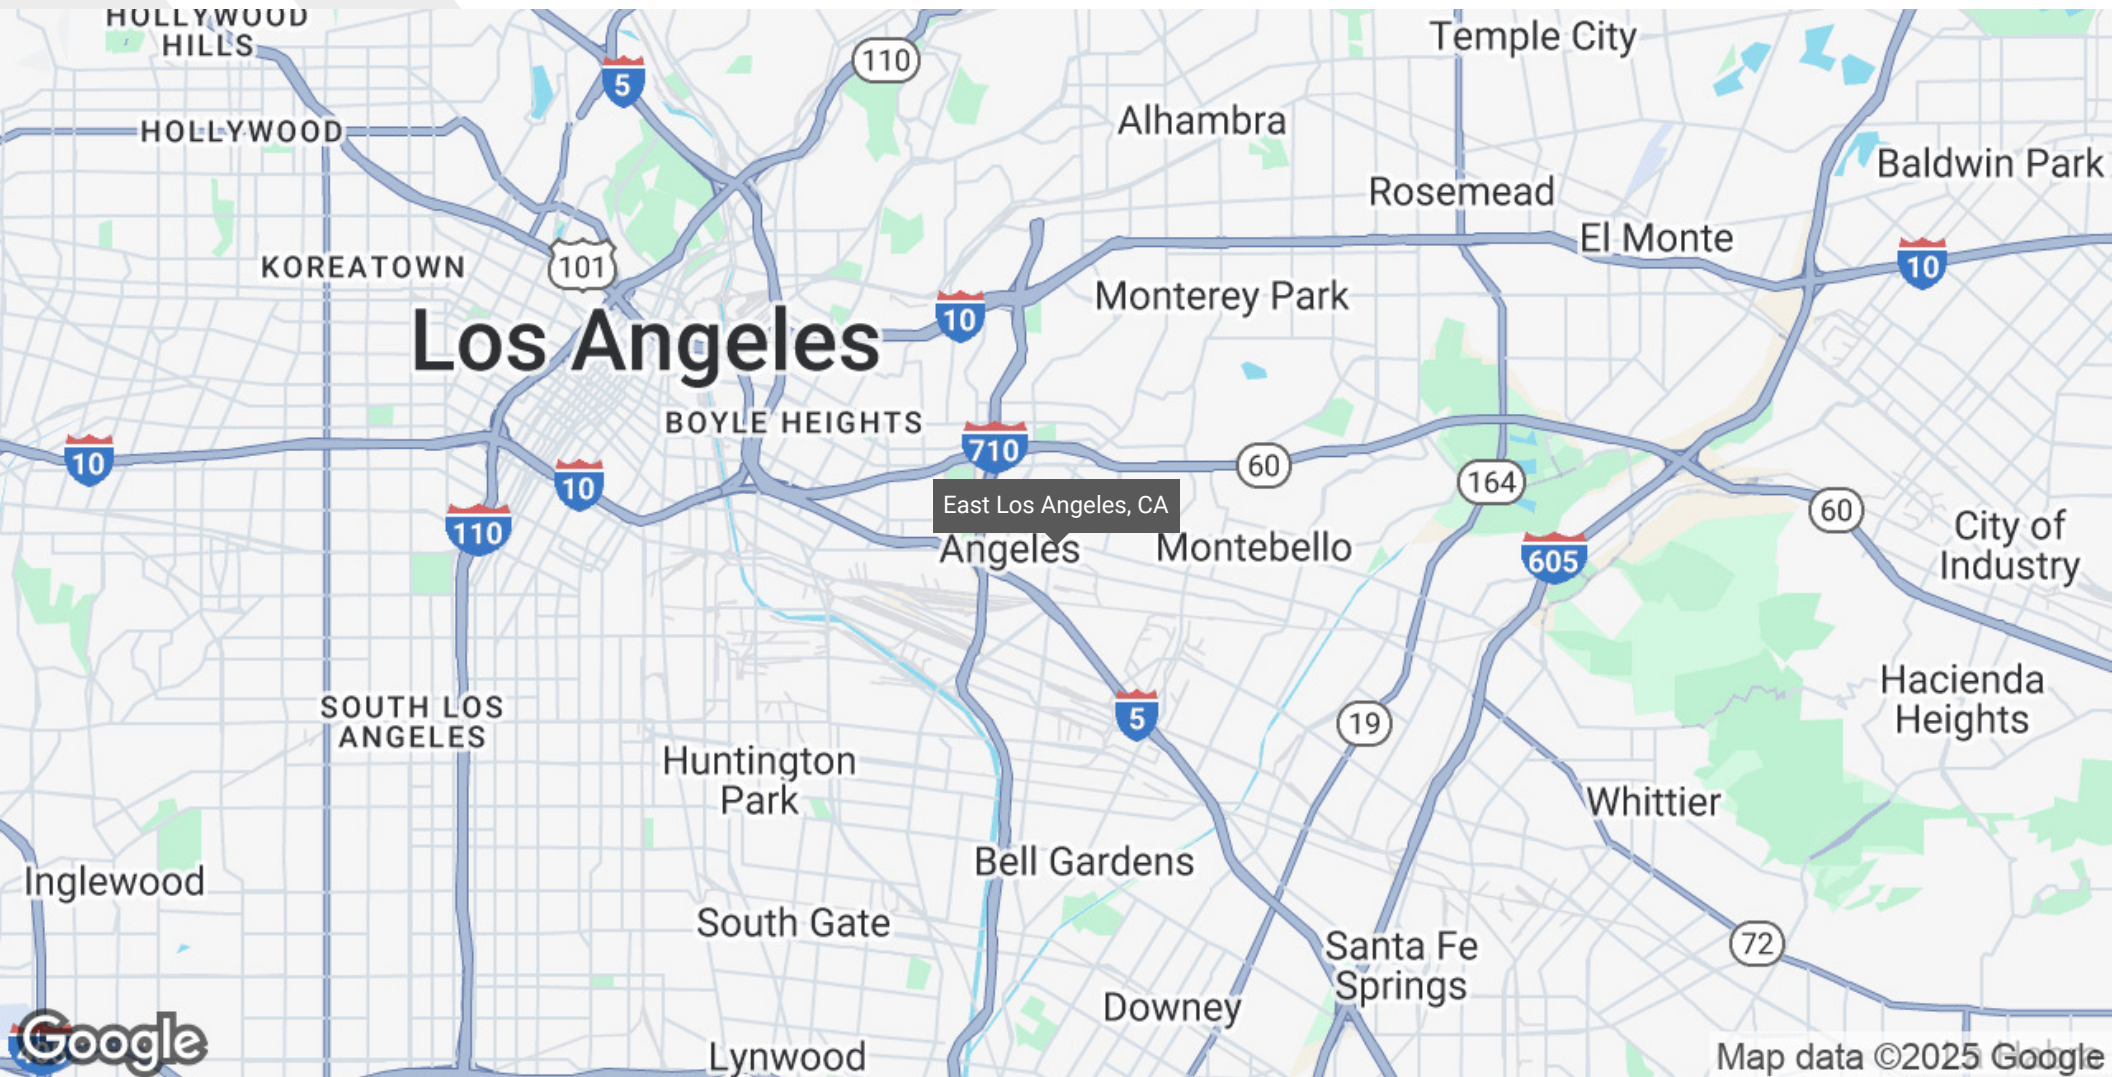 HOLLYWOOD
HILLS
5
110
Temple City
HOLLYWOOD
Alhambra
Baldwin Park
Rosemead
El Monte
KOREATOWN
101
10
Monterey Park
10
Los Angeles
BOYLE HEIGHTS
10
710
60
10
164
110
East Los Angeles, CA
60
City of
Industry
Angeles
Montebello
605
SOUTH LOS
ANGELES
5
19
Hacienda
Heights
Huntington
Park
Whittier
Inglewood
Bell Gardens
South Gate
72
Santa Fe
Springs
Downey
Google
Lynwood
Map data ©2025 Google